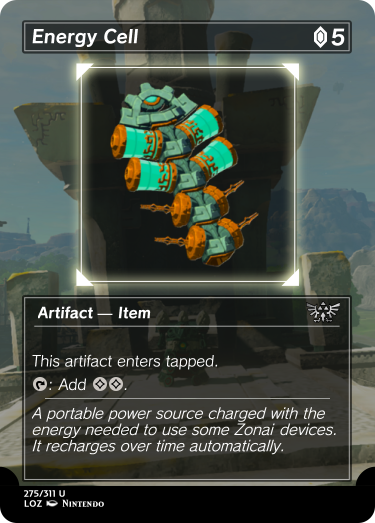 Energy Cell 5
Artifact — Item
This artifact enters tapped.
: Add .
A portable power source charged with the
energy needed to use some Zonai devices.
It recharges over time automatically.
275/311 U
LOZ Nintendo